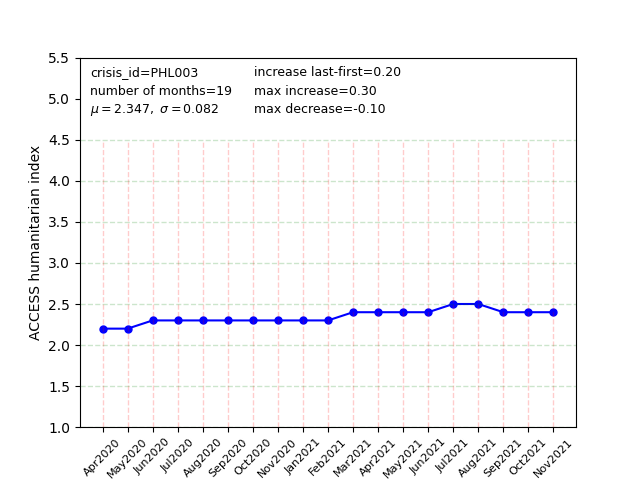 crisis_id=PHL003
number of months=19
μ = 2.347, σ = 0.082
increase last-first=0.20
max increase=0.30
max decrease=-0.10
ACCESS humanitarian index
5.5
5.0
4.5
4.0
3.5
3.0
2.5
2.0
1.5
1.0
Apr2020
May2020
Jun2020
Jul2020
Aug2020
Sep2020
Oct2020
Nov2020
Jan2021
Feb2021
Mar2021
Apr2021
May2021
Jun2021
Jul2021
Aug2021
Sep2021
Oct2021
Nov2021